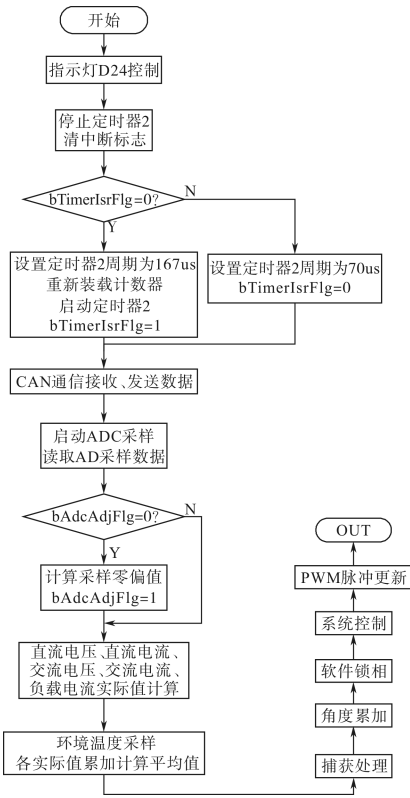 开始
指示灯D24控制
停止定时器2
清中断标志
bTimerIsrFlg=0?
N
Y
设置定时器2周期为167us
重新装载计数器
启动定时器2
bTimerIsrFlg=1
设置定时器2周期为70us
bTimerIsrFlg=0
CAN通信接收、发送数据
启动ADC采样
读取AD采样数据
bAdcAdjFlg=0?
N
Y
计算采样零偏值
bAdcAdjFlg=1
直流电压、直流电流、
交流电压、交流电流、
负载电流实际值计算
环境温度采样
各实际值累加计算平均值
捕获处理
角度累加
软件锁相
系统控制
PWM脉冲更新
OUT